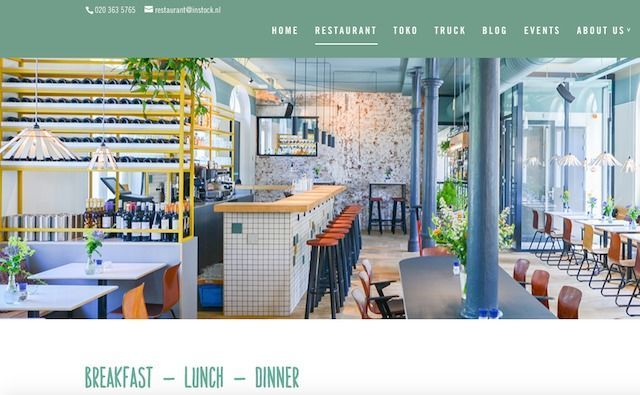 020 363 5765 restaurant@instock.nl
HOME RESTAURANT TOKO TRUCK BLOG EVENTS ABOUT US
BREAKFAST – LUNCH – DINNER